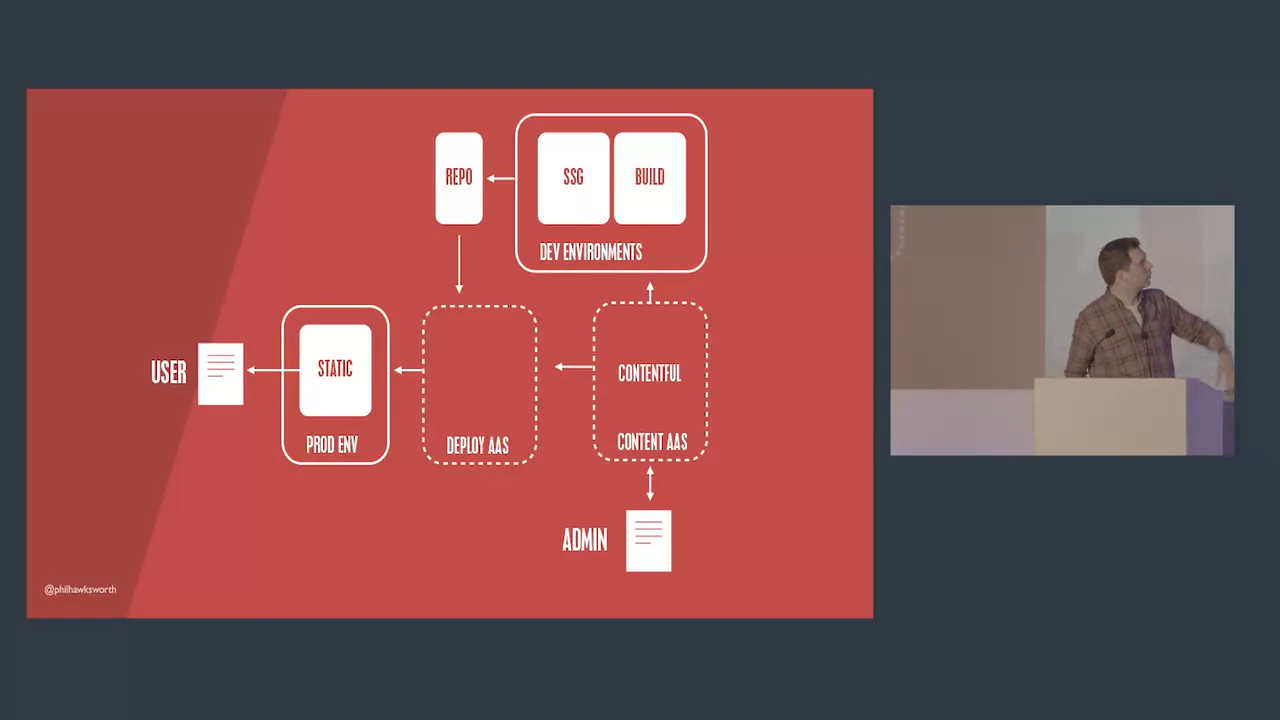 REPO
SSG
BUILD
DEV ENVIRONMENTS
USER
STATIC
PROD ENV
DEPLOY AAS
CONTENTFUL
CONTENT AAS
ADMIN
@philhawksworth